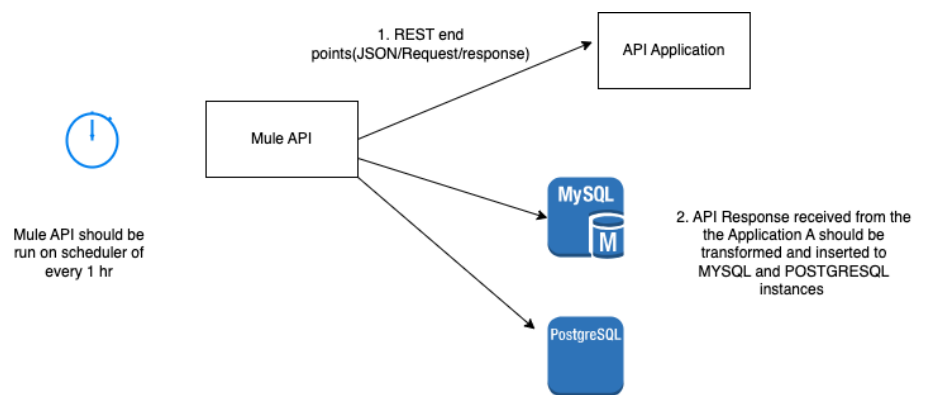 1. REST end
points(JSON/Request/response)
API Application
Mule API
Mule API should be
run on scheduler of
every 1 hr
MySQL
M
2. API Response received from the
the Application A should be
transformed and inserted to
MYSQL and POSTGRESQL
instances
PostgreSQL